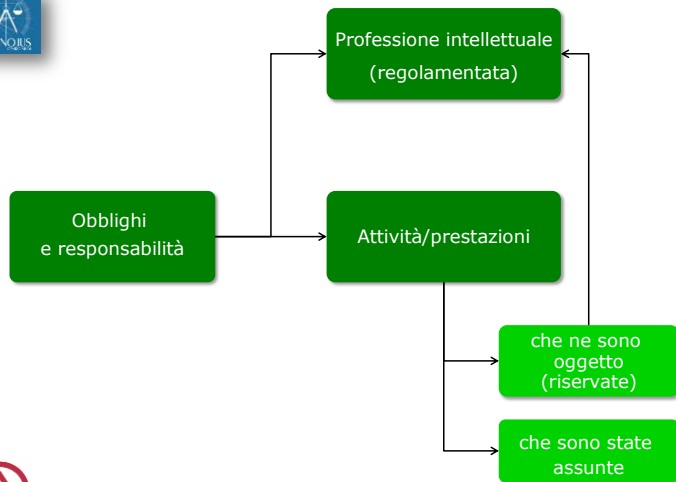 Professione intellettuale
(regolamentata)
Obblighi
e responsabilità
Attività/prestazioni
che ne sono
oggetto
(riservate)
che sono state
assunte